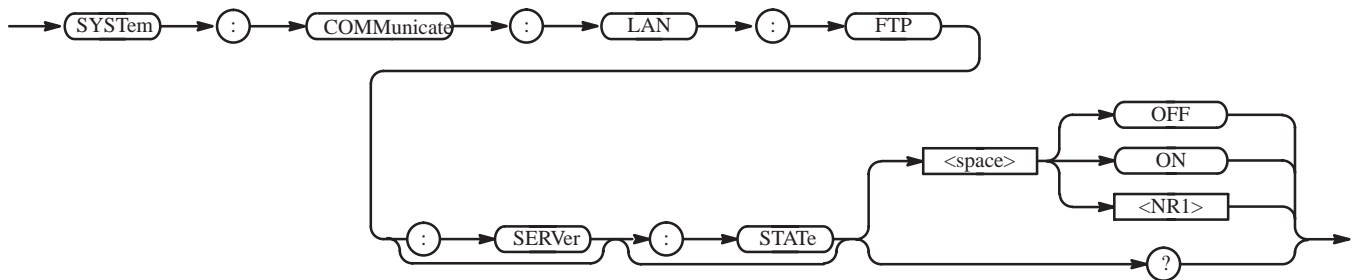 SYSTem : COMMunicate : LAN : FTP
OFF
<space> ON
<NR1>
: SERVer : STATe
?